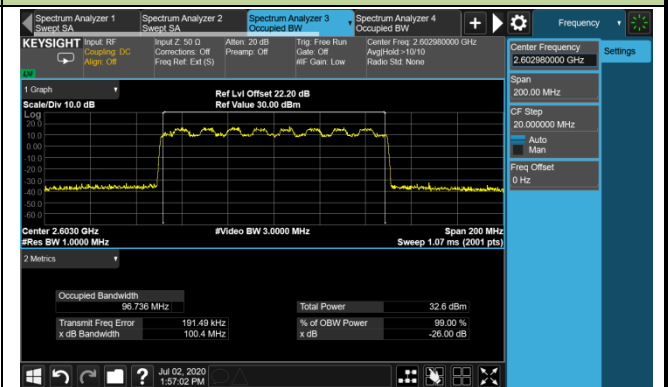 Spectrum Analyzer 1
Swept SA
Spectrum Analyzer 2
Swept SA
Spectrum Analyzer 3
Occupied BW
Spectrum Analyzer 4
Occupied BW
Frequency
KEYSIGHT
Input: RF
Coupling: DC
Align: Off
Input Z: 50 Ω
Corrections: Off
Freq Ref: Ext (S)
Atten: 20 dB
Preamp: Off
Trig: Free Run
Gate: Off
#IF Gain: Low
Center Freq: 2.602980000 GHz
Avg|Hold:>10/10
Radio Std: None
LXI
Center Frequency
2.602980000 GHz
Settings
Span
200.00 MHz
CF Step
20.000000 MHz
Auto
Man
Freq Offset
0 Hz
1 Graph
Scale/Div 10.0 dB
Ref Lvl Offset 22.20 dB
Ref Value 30.00 dBm
Log
20.0
10.0
0.00
-10.0
-20.0
-30.0
-40.0
-50.0
-60.0
Center 2.6030 GHz
#Res BW 1.0000 MHz
#Video BW 3.0000 MHz
Span 200 MHz
Sweep 1.07 ms (2001 pts)
2 Metrics
Occupied Bandwidth
96.736 MHz
Total Power 32.6 dBm
Transmit Freq Error 191.49 kHz
% of OBW Power 99.00 %
x dB Bandwidth 100.4 MHz
x dB -26.00 dB
?
Jul 02, 2020
1:57:02 PM